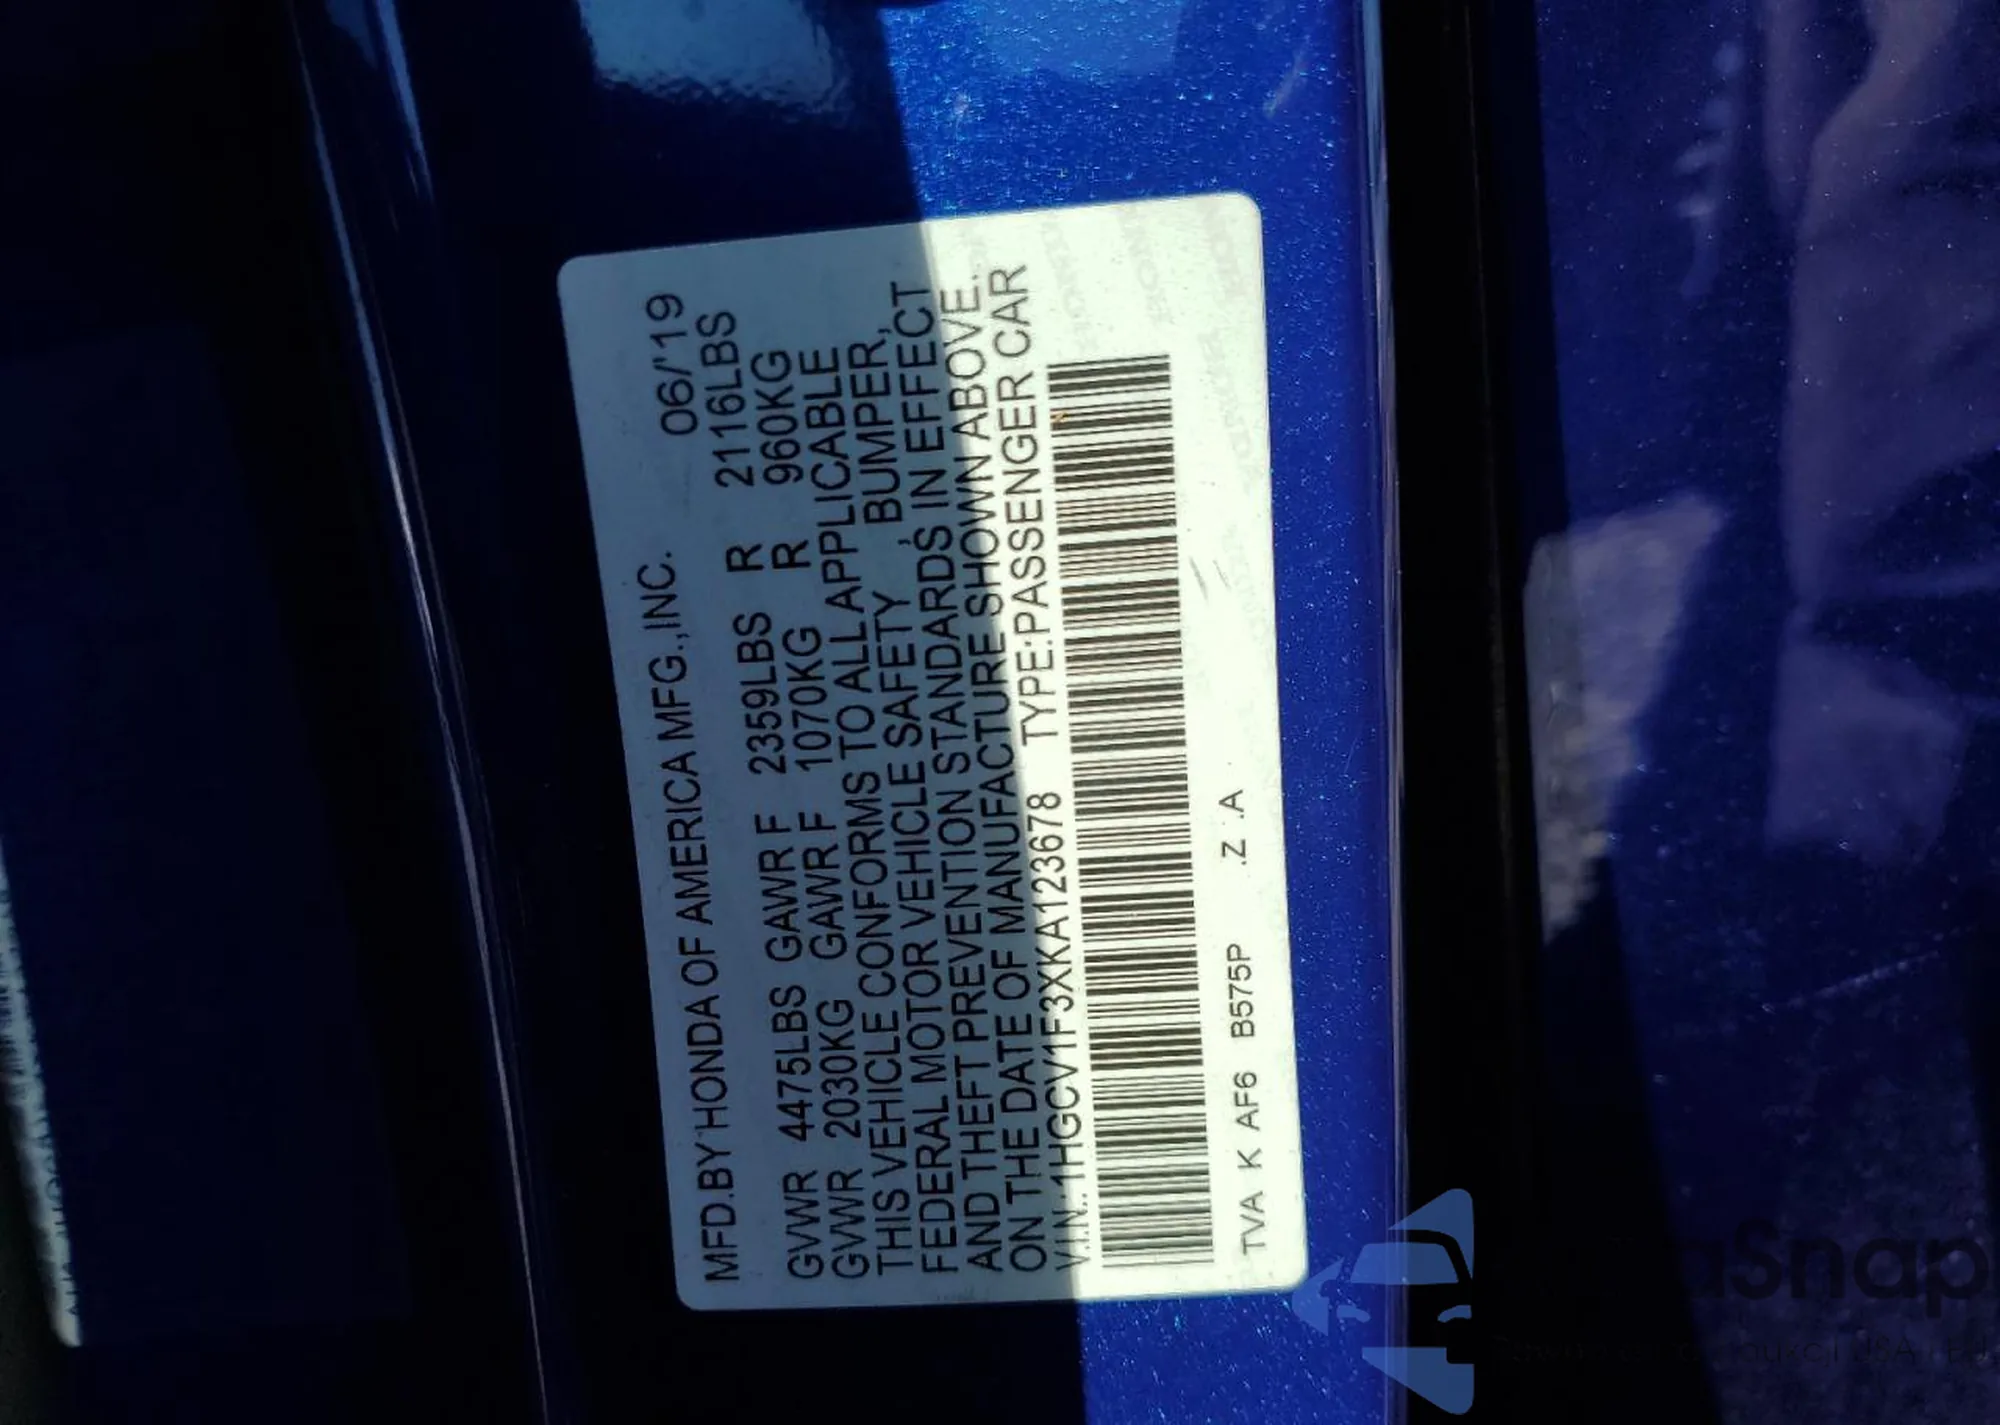 MFD.BY HONDA OF AMERICA MFG.,INC. 06/'19
GVWR 4475LBS GAWR F 2359LBS R 2116LBS
GVWR 2030KG GAWR F 1070KG R 960KG
THIS VEHICLE CONFORMS TO ALL APPLICABLE
FEDERAL MOTOR VEHICLE SAFETY , BUMPER,
AND THEFT PREVENTION STANDARDS IN EFFECT
ON THE DATE OF MANUFACTURE SHOWN ABOVE.
V.I.N.:1HGCV1F3XKA123678 TYPE:PASSENGER CAR
TVA K AF6 B575P .Z .A